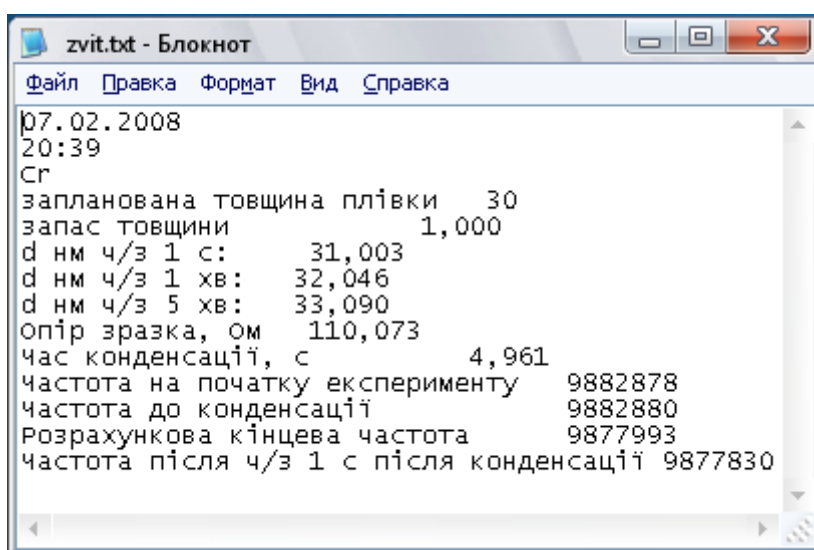 zvit.txt - Блокнот
Файл Правка Формат Вид Справка
07.02.2008
20:39
Cr
запланована товщина плівки 30
запас товщини 1,000
d нм ч/з 1 с: 31,003
d нм ч/з 1 хв: 32,046
d нм ч/з 5 хв: 33,090
Опір зразка, Ом 110,073
Час конденсації, с 4,961
Частота на початку експерименту 9882878
Частота до конденсації 9882880
Розрахункова кінцева частота 9877993
Частота після ч/з 1 с після конденсації 9877830